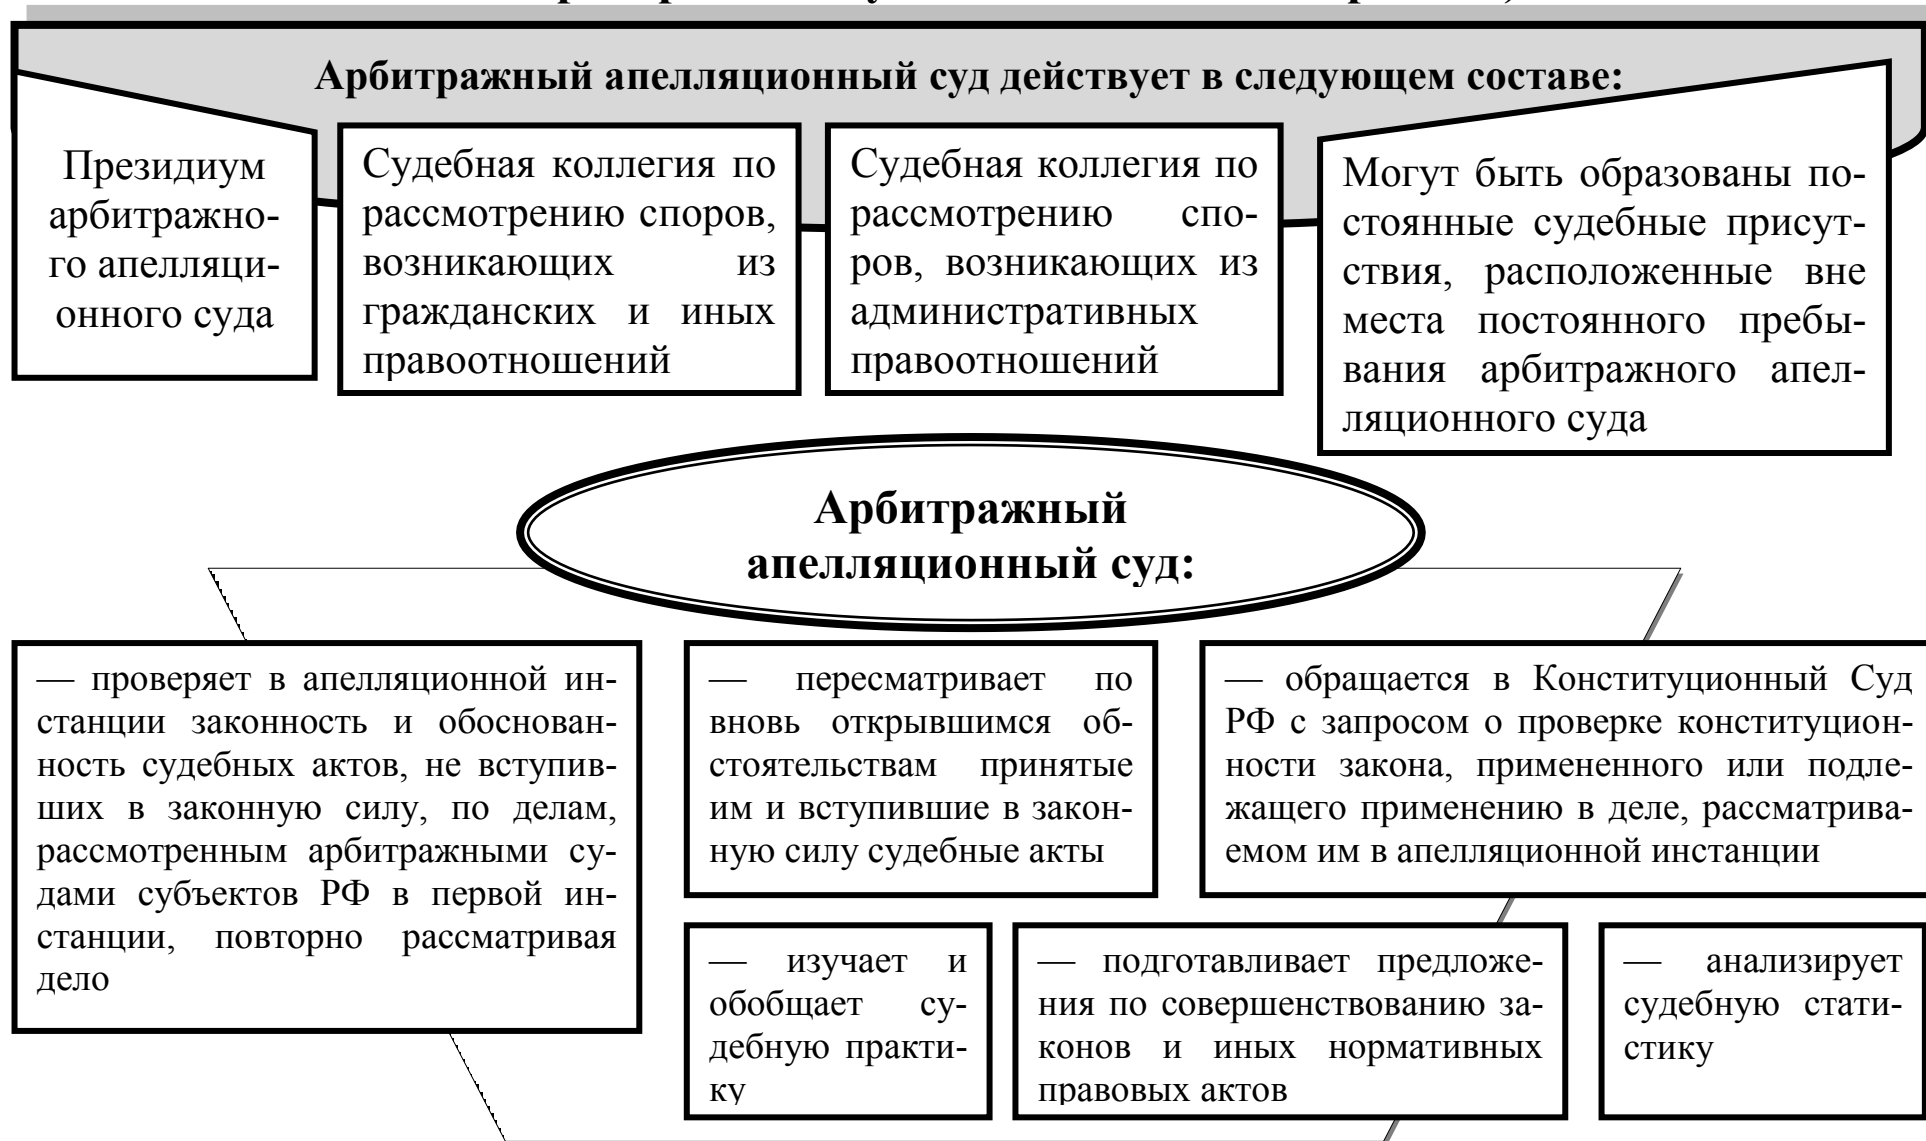 Арбитражный апелляционный суд действует в следующем составе:
Президиум
арбитражно-
го апелляци-
онного суда
Судебная коллегия по
рассмотрению споров,
возникающих из
гражданских и иных
правоотношений
Судебная коллегия по
рассмотрению спо-
ров, возникающих из
административных
правоотношений
Могут быть образованы по-
стоянные судебные присут-
ствия, расположенные вне
места постоянного пребы-
вания арбитражного апел-
ляционного суда
Арбитражный
апелляционный суд:
— проверяет в апелляционной ин-
станции законность и обоснован-
ность судебных актов, не вступив-
ших в законную силу, по делам,
рассмотренным арбитражными су-
дами субъектов РФ в первой ин-
станции, повторно рассматривая
дело
— пересматривает по
вновь открывшимся об-
стоятельствам принятые
им и вступившие в закон-
ную силу судебные акты
— обращается в Конституционный Суд
РФ с запросом о проверке конституцион-
ности закона, примененного или подле-
жащего применению в деле, рассматрива-
емом им в апелляционной инстанции
— изучает и
обобщает су-
дебную практи-
ку
— подготавливает предложе-
ния по совершенствованию за-
конов и иных нормативных
правовых актов
— анализирует
судебную стати-
стику